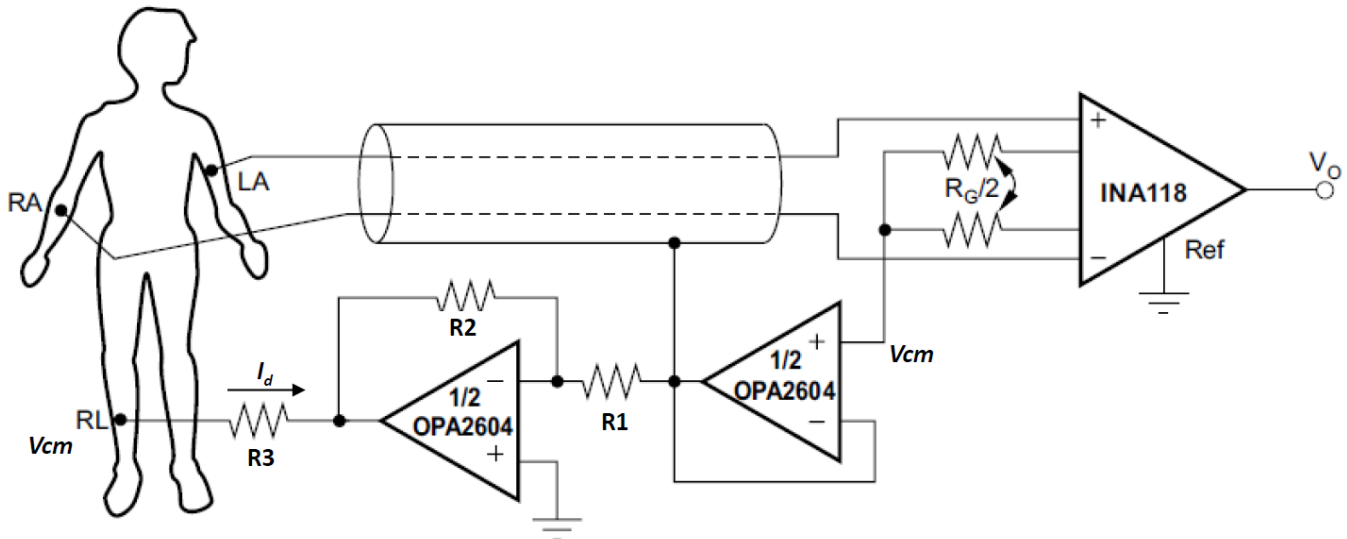 LA
RA
+
R_G/2
INA118
V_O
−
Ref
R2
R1
+
1/2
OPA2604
−
Vcm
I_d
−
1/2
OPA2604
+
RL
Vcm
R3